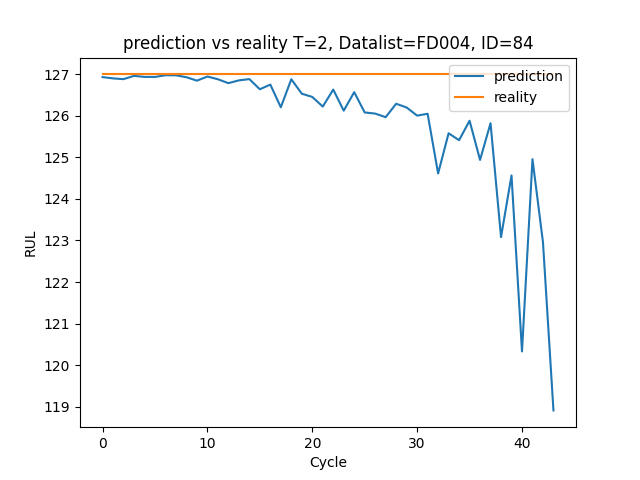 prediction vs reality T=2, Datalist=FD004, ID=84
127
126
125
124
123
122
121
120
119
RUL
prediction
reality
0
10
20
30
40
Cycle